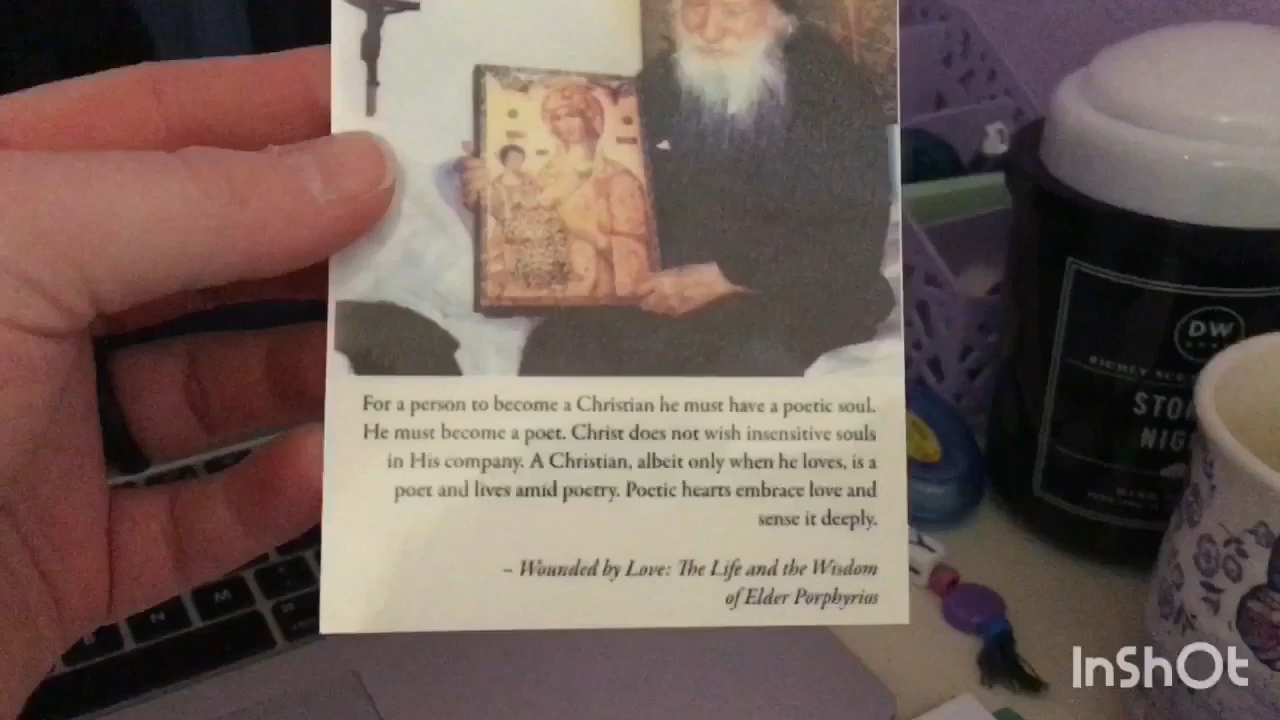 For a person to become a Christian he must have a poetic soul.
He must become a poet. Christ does not wish insensitive souls
in His company. A Christian, albeit only when he loves, is a
poet and lives amid poetry. Poetic hearts embrace love and
sense it deeply.
– Wounded by Love: The Life and the Wisdom
of Elder Porphyrios
DW
M
N
InShOt